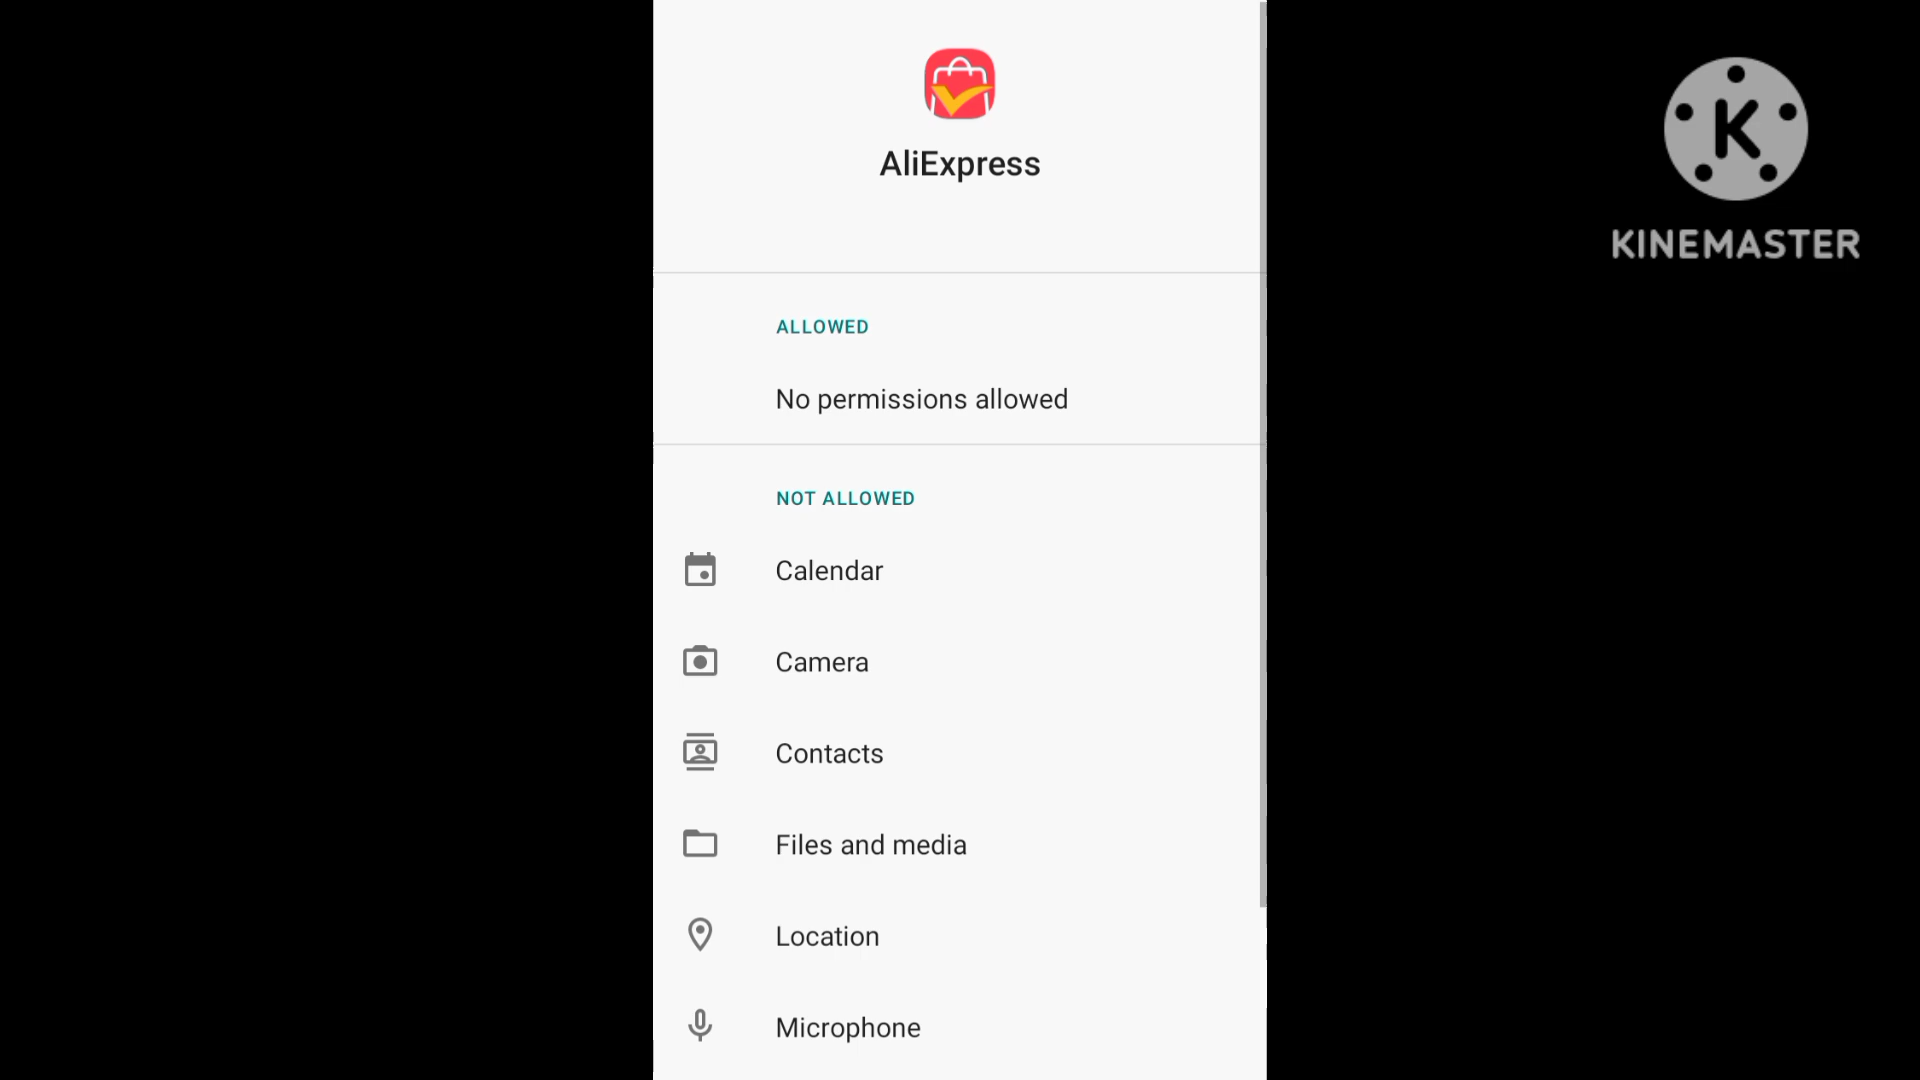 AliExpress
ALLOWED
No permissions allowed
NOT ALLOWED
Calendar
Camera
Contacts
Files and media
Location
Microphone
K
KINEMASTER